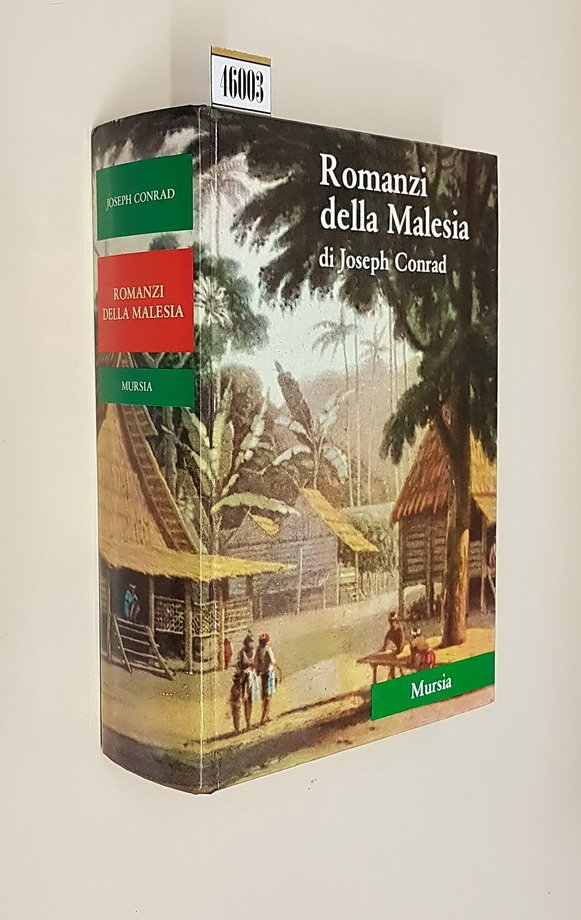 46003
JOSEPH CONRAD
ROMANZI
DELLA MALESIA
MURSIA
Romanzi
della Malesia
di Joseph Conrad
Mursia